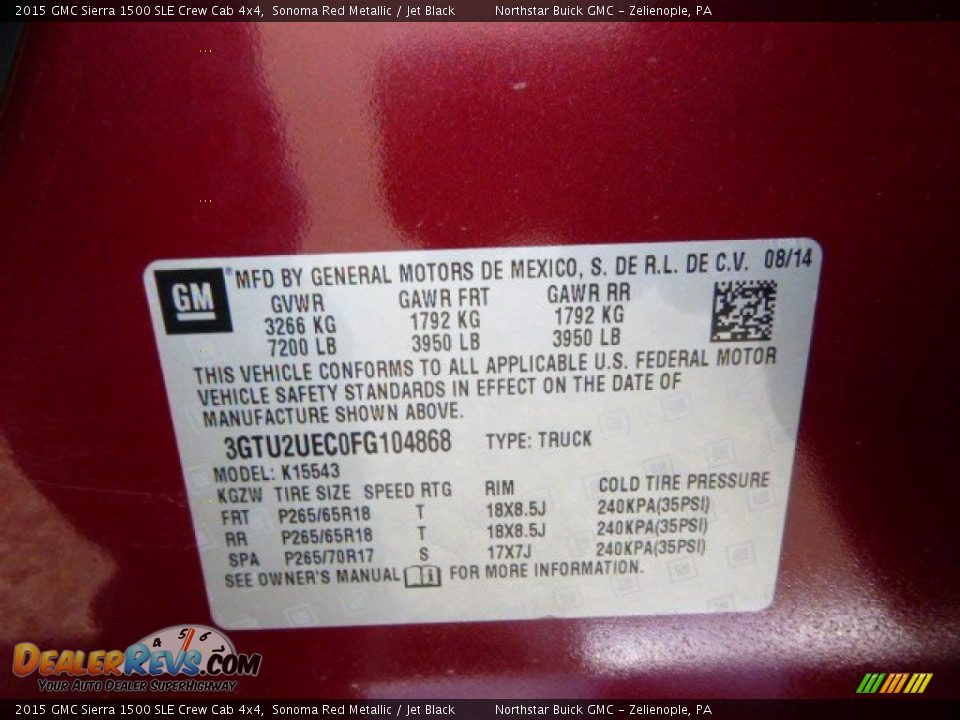 2015 GMC Sierra 1500 SLE Crew Cab 4x4, Sonoma Red Metallic / Jet Black Northstar Buick GMC - Zelienople, PA
GM® MFD BY GENERAL MOTORS DE MEXICO, S. DE R.L. DE C.V. 08/14
GVWR GAWR FRT GAWR RR
3266 KG 1792 KG 1792 KG
7200 LB 3950 LB 3950 LB
THIS VEHICLE CONFORMS TO ALL APPLICABLE U.S. FEDERAL MOTOR
VEHICLE SAFETY STANDARDS IN EFFECT ON THE DATE OF
MANUFACTURE SHOWN ABOVE.
3GTU2UEC0FG104868 TYPE: TRUCK
MODEL: K15543
KGZW TIRE SIZE SPEED RTG RIM COLD TIRE PRESSURE
FRT P265/65R18 T 18X8.5J 240KPA(35PSI)
RR P265/65R18 T 18X8.5J 240KPA(35PSI)
SPA P265/70R17 S 17X7J 240KPA(35PSI)
SEE OWNER'S MANUAL FOR MORE INFORMATION.
4 5 6
DEALERREVS.COM
YOUR AUTO DEALER SUPERHIGHWAY
2015 GMC Sierra 1500 SLE Crew Cab 4x4, Sonoma Red Metallic / Jet Black Northstar Buick GMC - Zelienople, PA